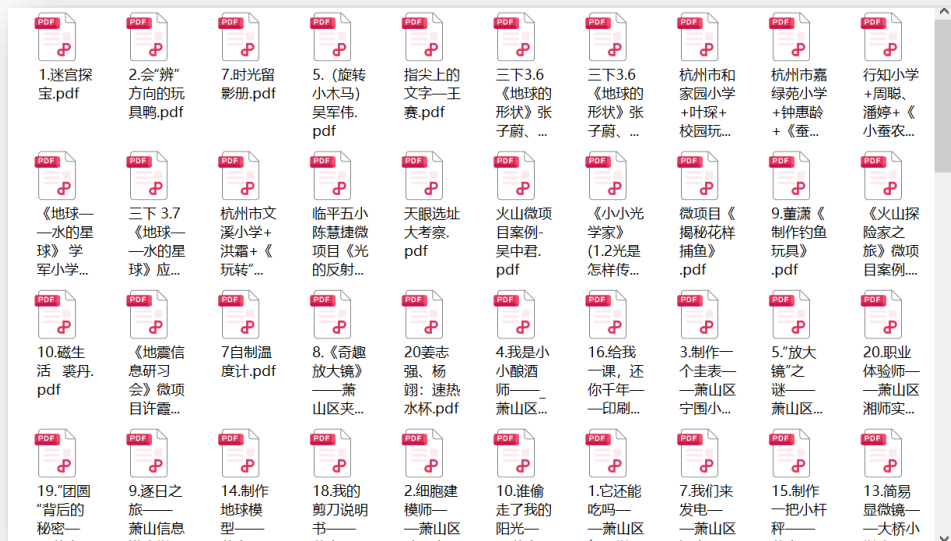 1.迷宫探
宝.pdf
2.会“辨”
方向的玩
具鸭.pdf
7.时光留
影册.pdf
5.（旋转
小木马）
吴军伟.
pdf
指尖上的
文字—王
赛.pdf
三下3.6
《地球的
形状》张
子蔚、...
三下3.6
《地球的
形状》张
子蔚、...
杭州市和
家园小学
+叶琛+
校园玩...
杭州市嘉
绿苑小学
+钟惠龄
+《蚕...
行知小学
+周聪、
潘婷+《
小蚕农...
《地球—
—水的星
球》 学
军小学...
三下 3.7
《地球—
—水的星
球》应...
杭州市文
溪小学+
洪霜+《
玩转“...
临平五小
陈慧捷微
项目《光
的反射...
天眼选址
大考察.
pdf
火山微项
目案例-
吴中君.
pdf
《小小光
学家》
(1.2光是
怎样传...
微项目《
揭秘花样
捕鱼》
.pdf
9.董潇《
制作钓鱼
玩具》
.pdf
《火山探
险家之
旅》微项
目案例....
10.磁生
活 裘丹.
pdf
《地震信
息研习
会》微项
目许霞...
7自制温
度计.pdf
8.《奇趣
放大镜》
——萧
山区夹...
20姜志
强、杨
翊：速热
水杯.pdf
4.我是小
小酿酒
师——_
萧山区...
16.给我
一课，还
你千年—
—印刷...
3.制作一
个圭表—
—萧山区
宁围小...
5.“放大
镜”之
谜——
萧山区...
20.职业
体验师—
—萧山区
湘师实...
19.“团圆
“背后的
秘密—
9.逐日之
旅——
萧山信息
14.制作
地球模
型——
18.我的
剪刀说明
书——
2.细胞建
模师—
—萧山区
10.谁偷
走了我的
阳光—
1.它还能
吃吗—
—萧山区
7.我们来
发电—
—萧山区
15.制作
一把小杆
秤——
13.简易
显微镜—
—大桥小